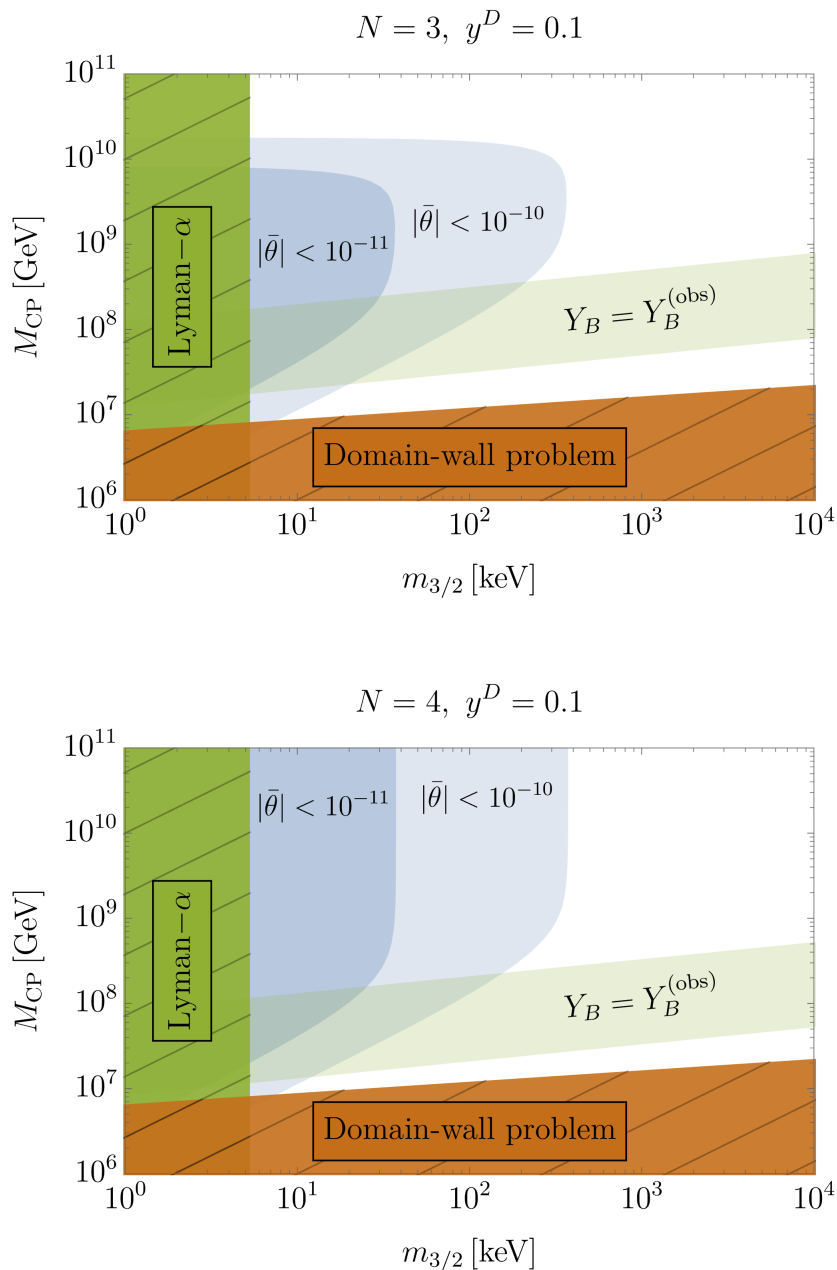 N = 3, y^D = 0.1
10^11
10^10
10^9
10^8
10^7
10^6
M_CP [GeV]
Lyman−α
|θ̄| < 10^−11
|θ̄| < 10^−10
Y_B = Y_B^(obs)
Domain-wall problem
10^0
10^1
10^2
10^3
10^4
m_3/2 [keV]
N = 4, y^D = 0.1
10^11
10^10
10^9
10^8
10^7
10^6
M_CP [GeV]
Lyman−α
|θ̄| < 10^−11
|θ̄| < 10^−10
Y_B = Y_B^(obs)
Domain-wall problem
10^0
10^1
10^2
10^3
10^4
m_3/2 [keV]